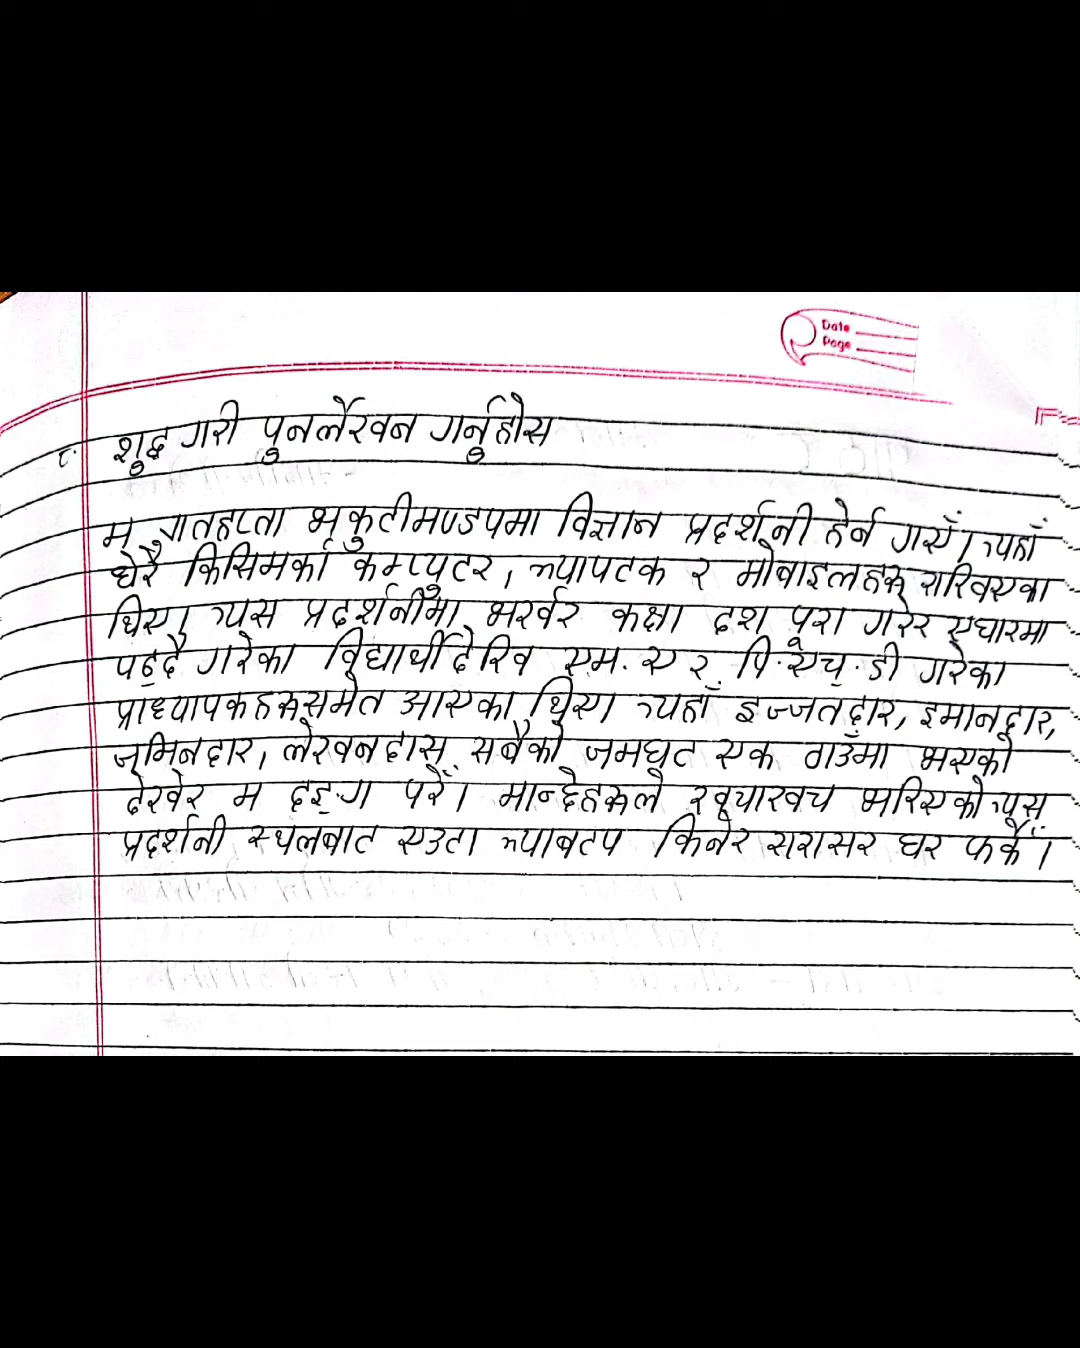 Date
Page
८. शुद्ध गरी पुनर्लेखन गर्नुहोस
म गतहप्ता भृकुटीमण्डपमा विज्ञान प्रदर्शनी हेर्न गएँ। त्यहाँ
धेरै किसिमका कम्प्युटर, ल्यापटक र मोबाइलहरू राखिएका
थिए। त्यस प्रदर्शनीमा भर्खर कक्षा दश पूरा गरेर एघारमा
पढ्दै गरेका विद्यार्थीदेखि एम. ए र पि. एच. डी गरेका
प्राध्यापकहरूसमेत आएका थिए। त्यहाँ इज्जतदार, इमानदार,
जमिनदार, लेखनदास सबैको जमघट एक ठाउँमा भएको
देखेर म दङ्ग परेँ। मान्छेहरूले खचाखच भरिएको त्यस
प्रदर्शनी स्थलबाट एउटा ल्याबटप किनेर सरासर घर फर्केँ।